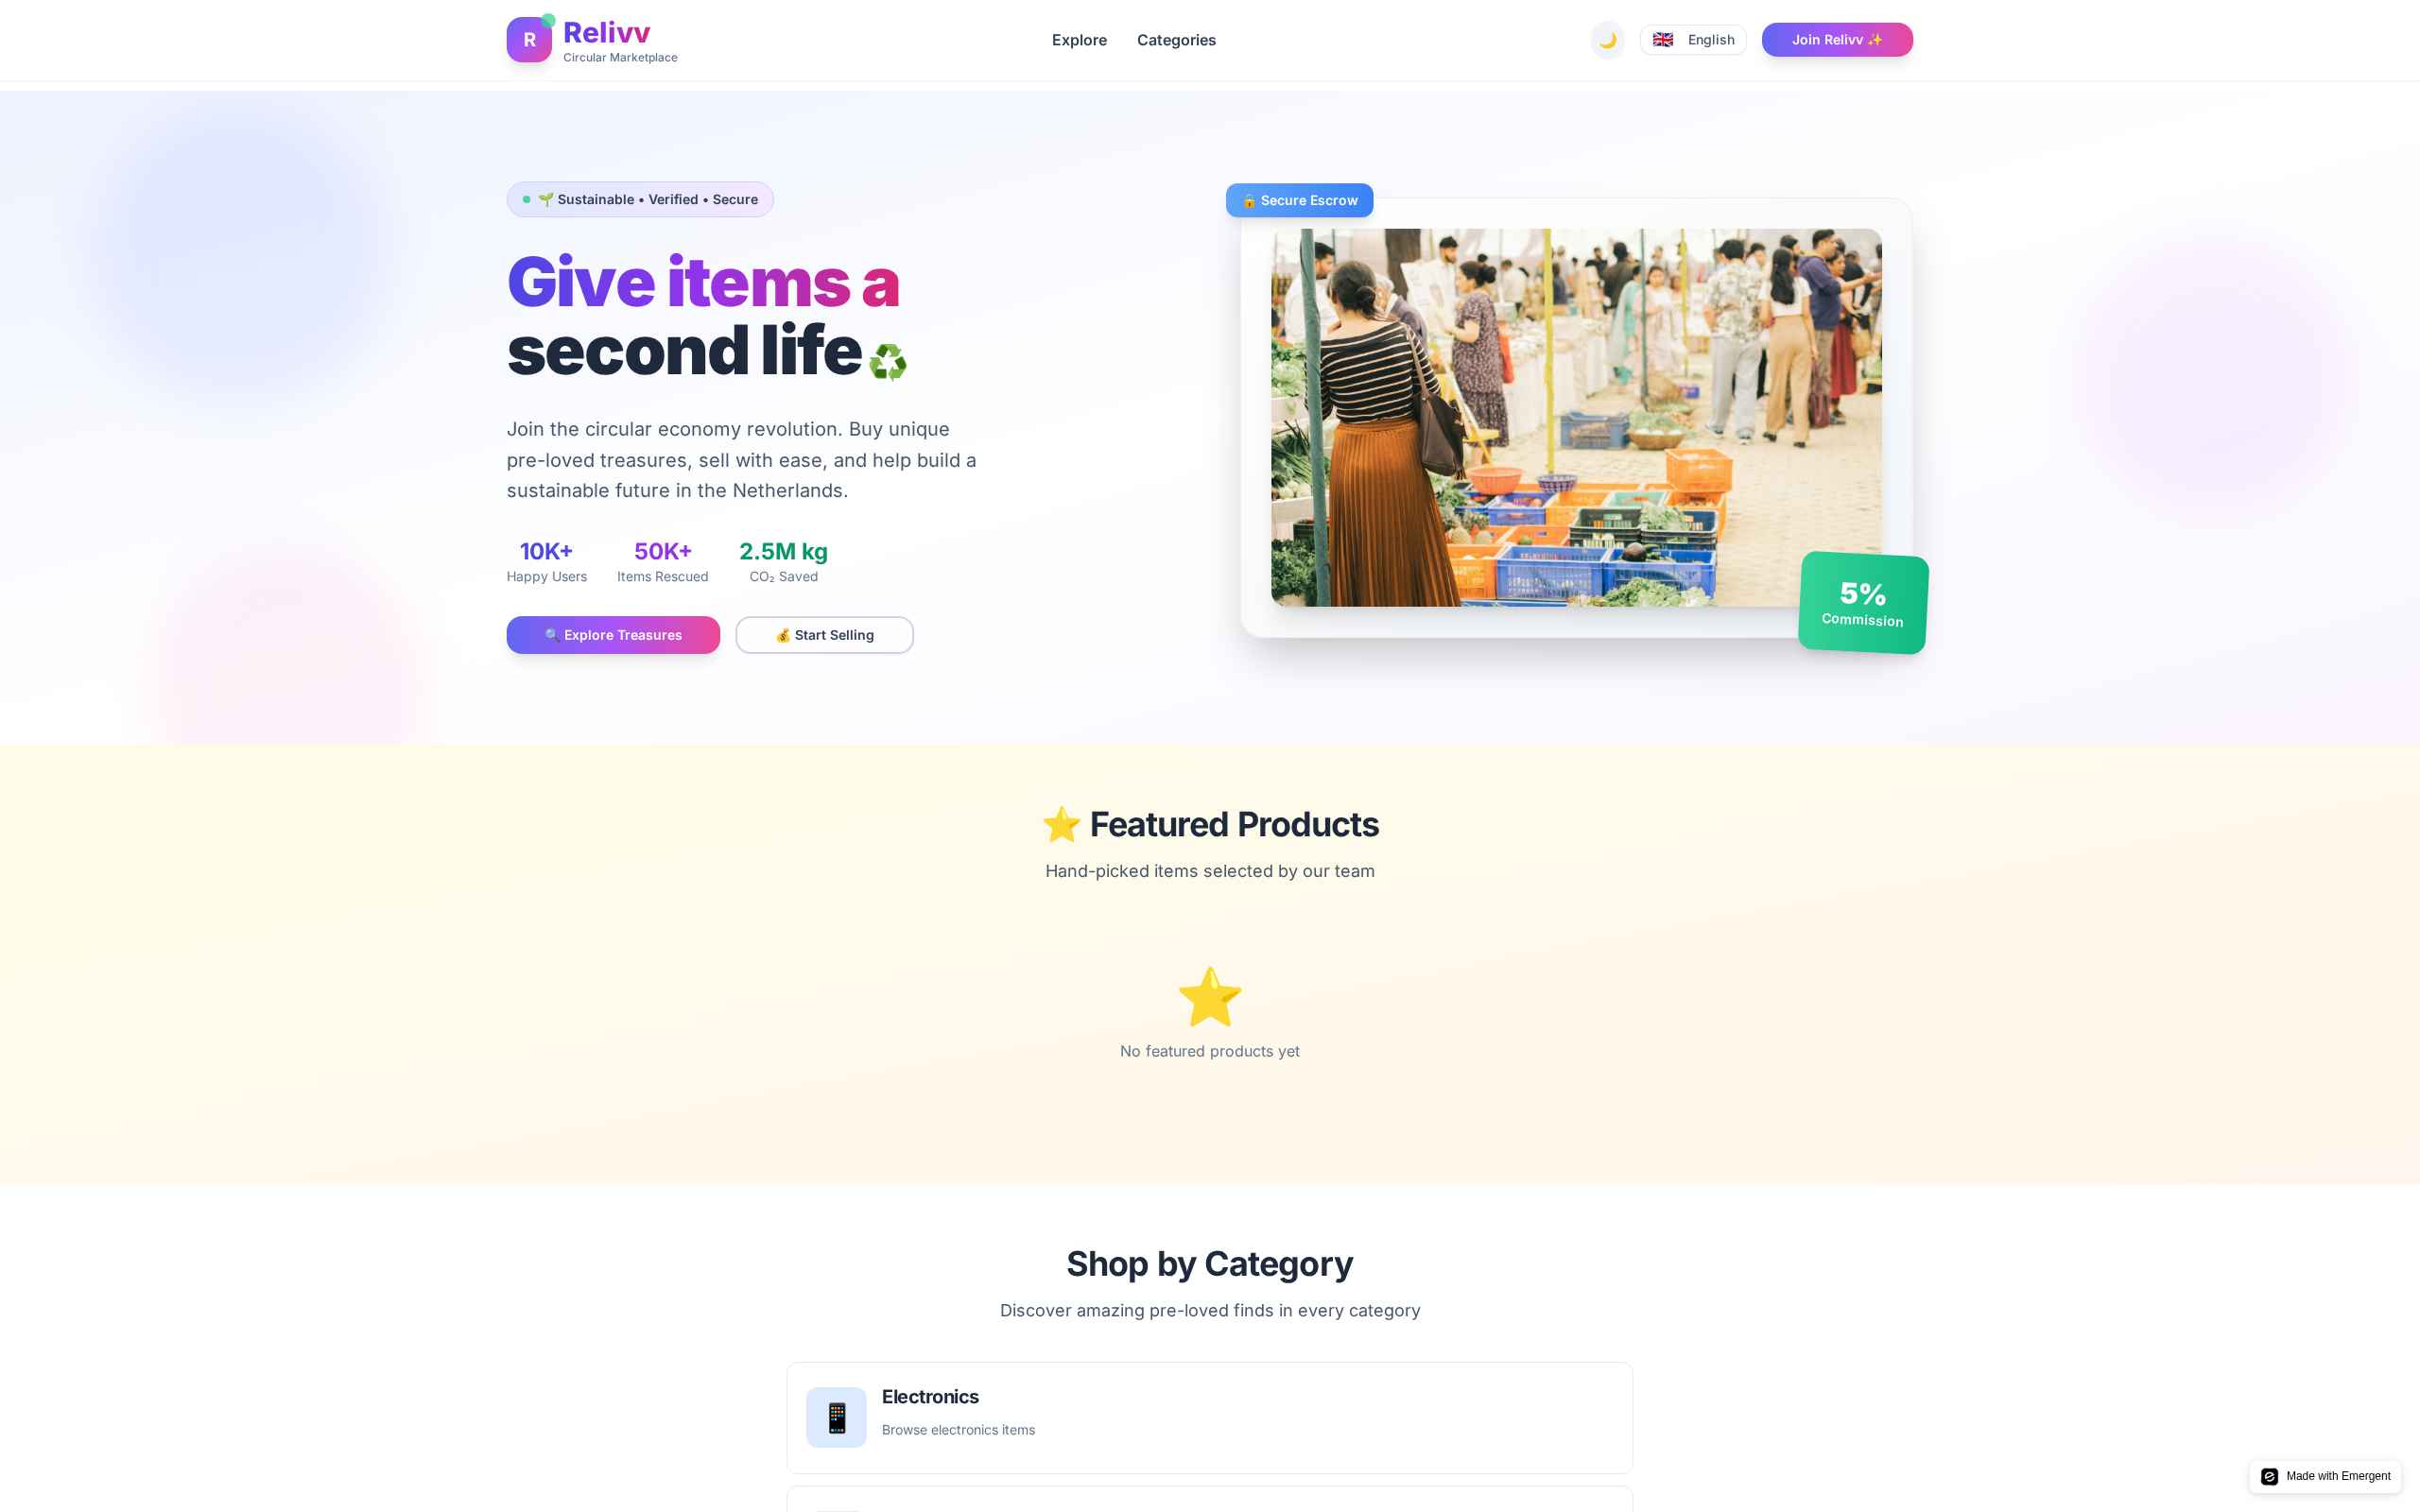 R
Relivv
Circular Marketplace
Explore
Categories
English
Join Relivv ✨
🌱 Sustainable • Verified • Secure
Give items a
second life ♻️
Join the circular economy revolution. Buy unique
pre-loved treasures, sell with ease, and help build a
sustainable future in the Netherlands.
10K+
Happy Users
50K+
Items Rescued
2.5M kg
CO₂ Saved
🔍 Explore Treasures
💰 Start Selling
🔒 Secure Escrow
5%
Commission
⭐ Featured Products
Hand-picked items selected by our team
No featured products yet
Shop by Category
Discover amazing pre-loved finds in every category
Electronics
Browse electronics items
Made with Emergent